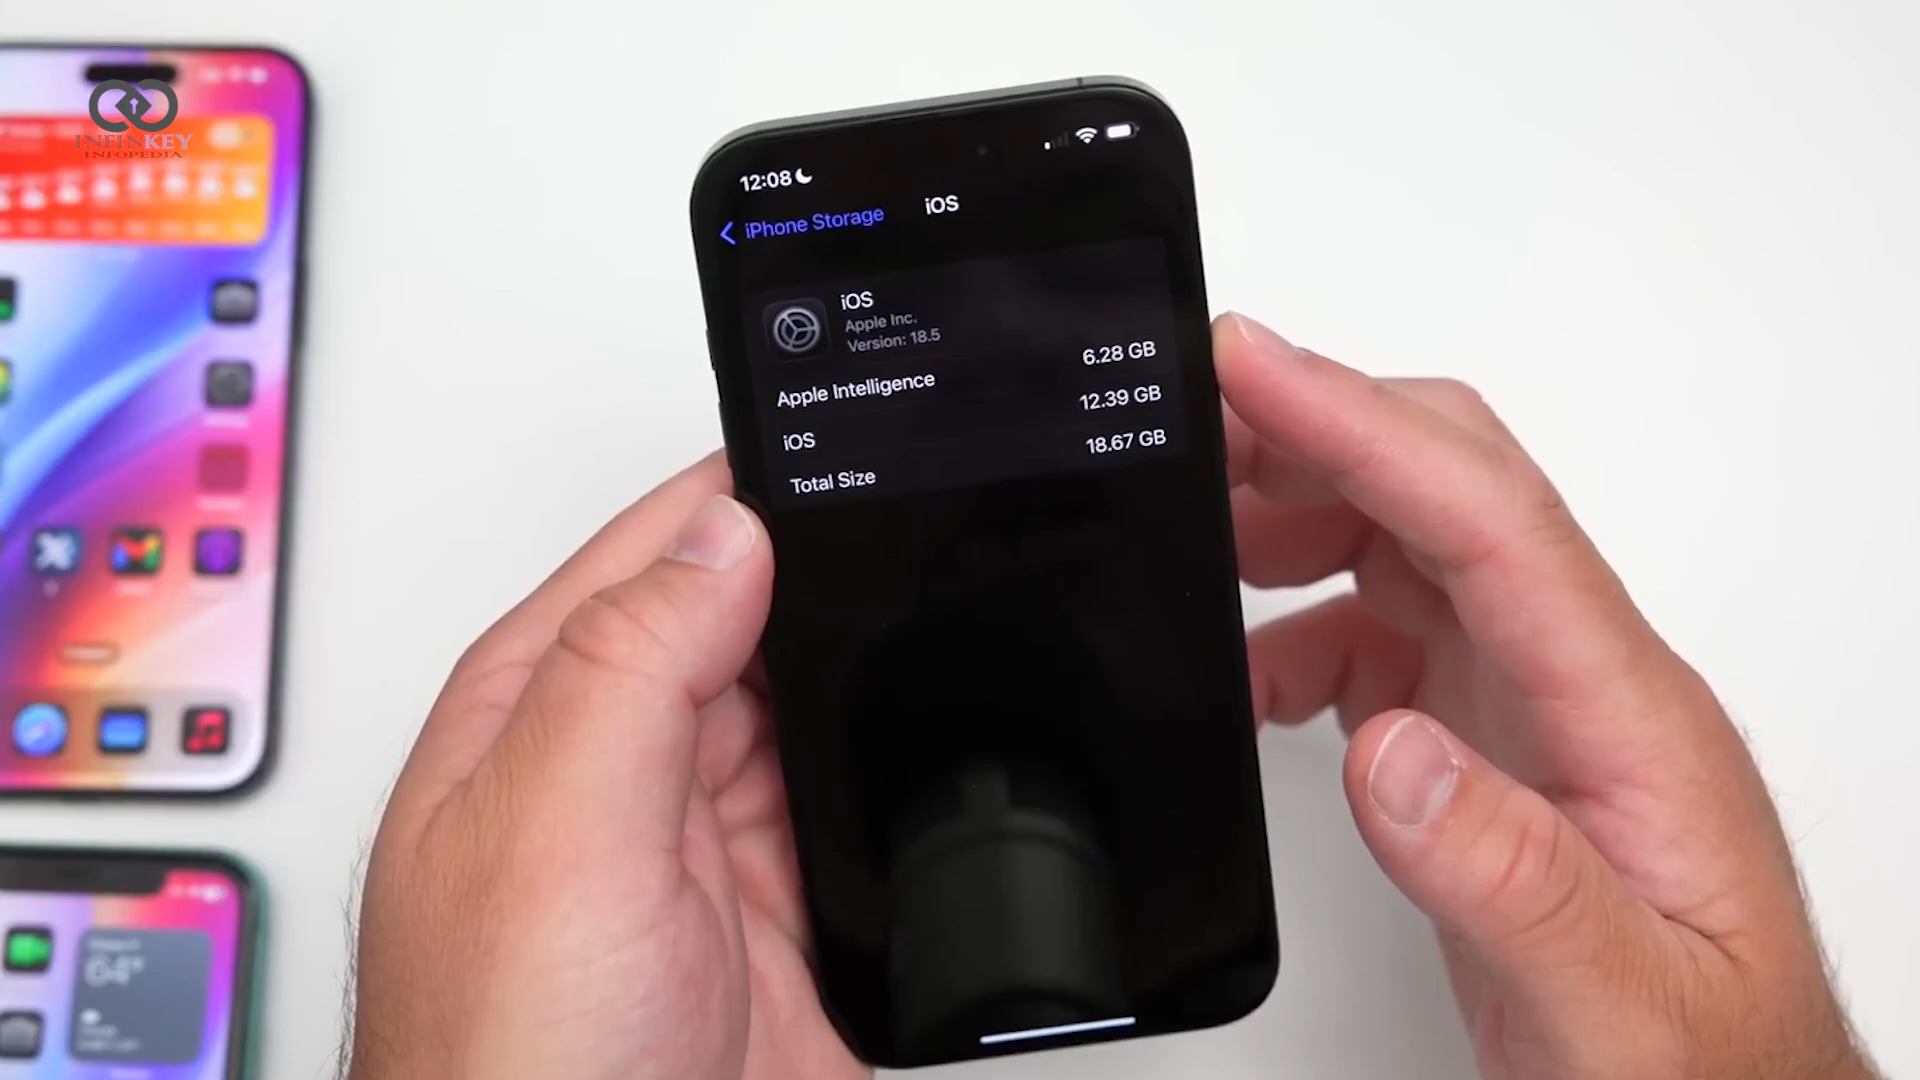 INFINKEY
INFOPEDIA
12:08
iPhone Storage
iOS
iOS
Apple Inc.
Version: 18.5
Apple Intelligence
6.28 GB
iOS
12.39 GB
Total Size
18.67 GB
64°